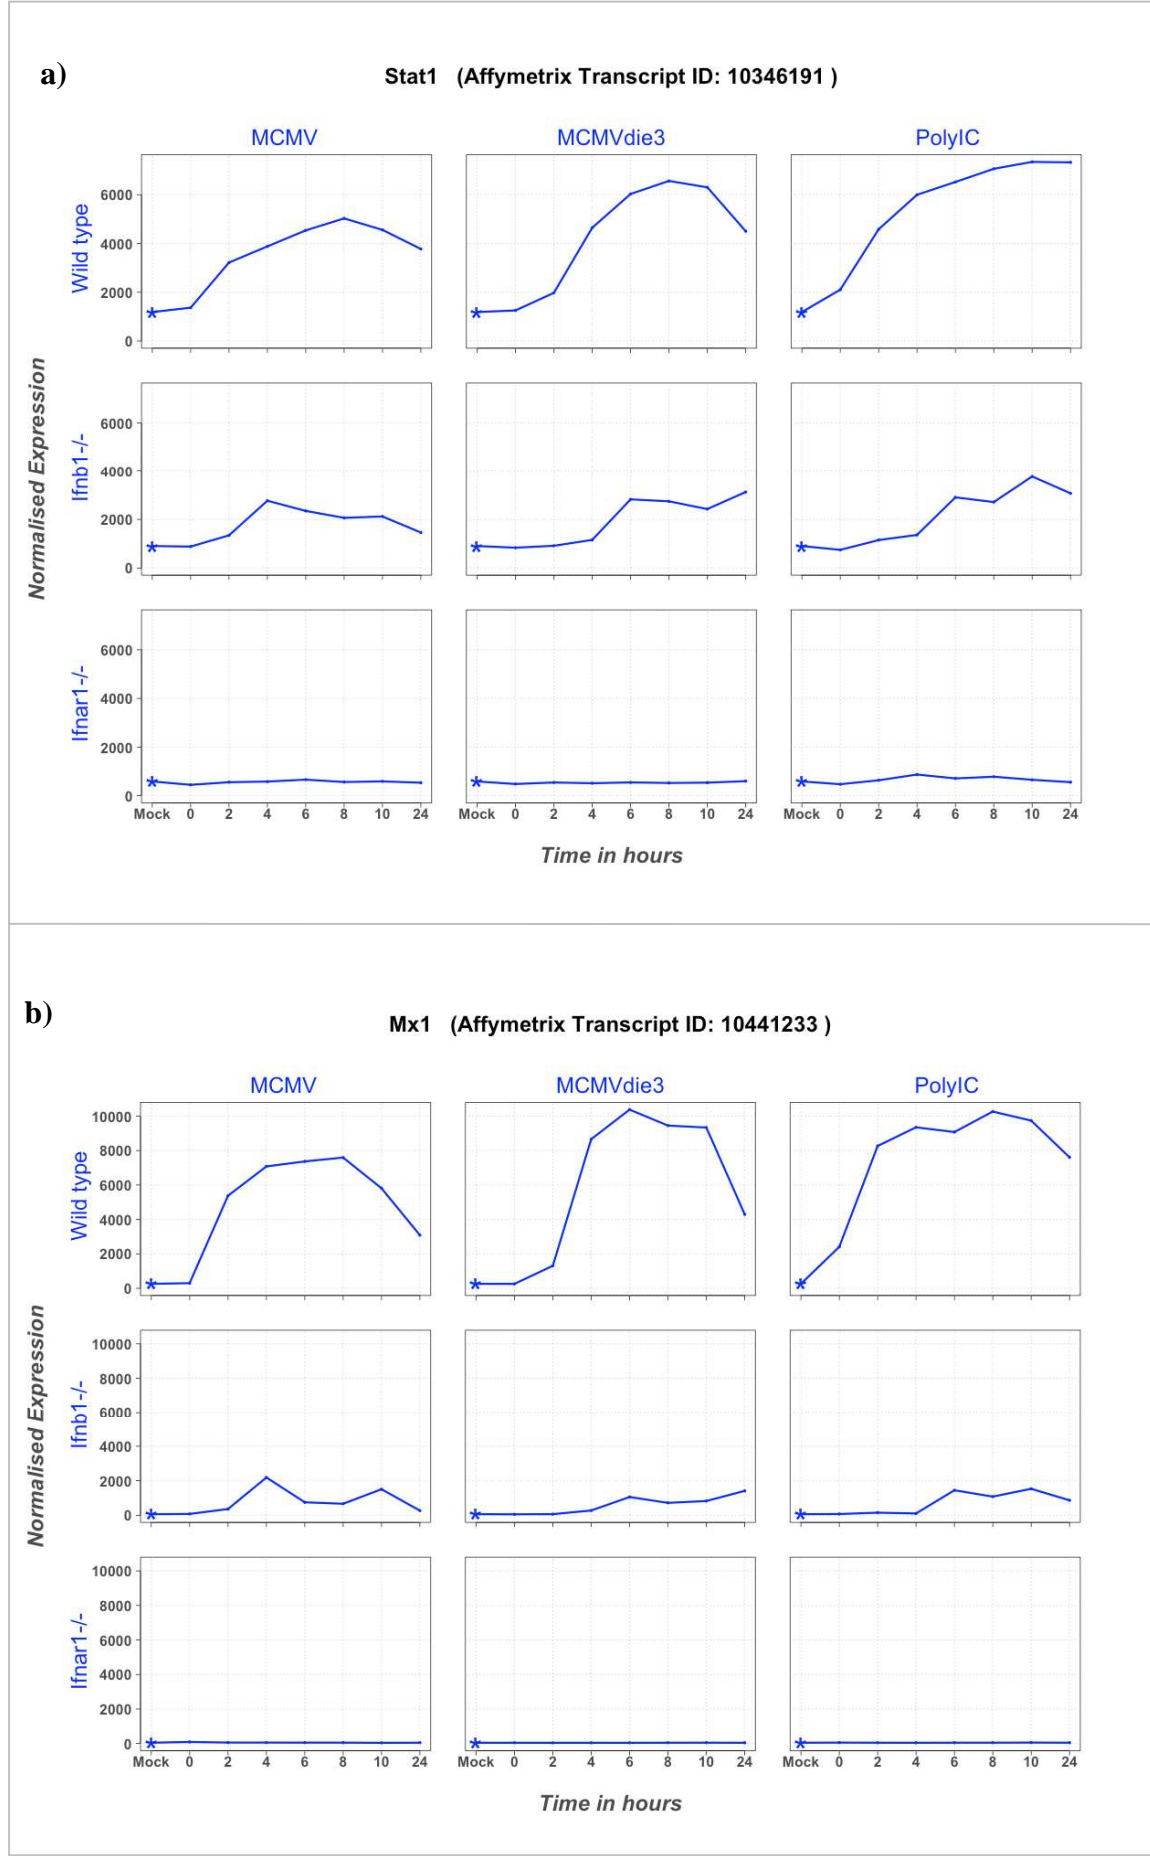 a)
Stat1 (Affymetrix Transcript ID: 10346191 )
MCMV MCMVdie3 PolyIC
Normalised Expression
Wild type
6000
4000
2000
0
Ifnb1-/-
6000
4000
2000
0
Ifnar1-/-
6000
4000
2000
0
Mock 0 2 4 6 8 10 24 Mock 0 2 4 6 8 10 24 Mock 0 2 4 6 8 10 24
Time in hours
b)
Mx1 (Affymetrix Transcript ID: 10441233 )
MCMV MCMVdie3 PolyIC
Normalised Expression
Wild type
10000
8000
6000
4000
2000
0
Ifnb1-/-
10000
8000
6000
4000
2000
0
Ifnar1-/-
10000
8000
6000
4000
2000
0
Mock 0 2 4 6 8 10 24 Mock 0 2 4 6 8 10 24 Mock 0 2 4 6 8 10 24
Time in hours